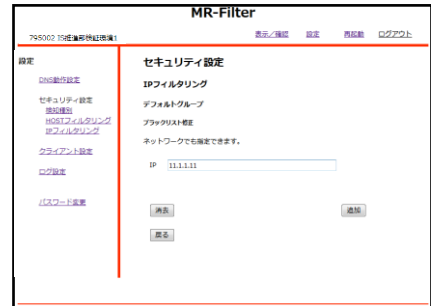 MR-Filter
795002 IS推進部検証環境1
表示／確認 設定 再起動 ログアウト
設定
DNS動作設定
セキュリティ設定
検知種別
HOSTフィルタリング
IPフィルタリング
クライアント設定
ログ設定
パスワード変更
セキュリティ設定
IPフィルタリング
デフォルトグループ
ブラックリスト修正
ネットワークでも指定できます。
IP 11.1.1.11
消去 追加
戻る